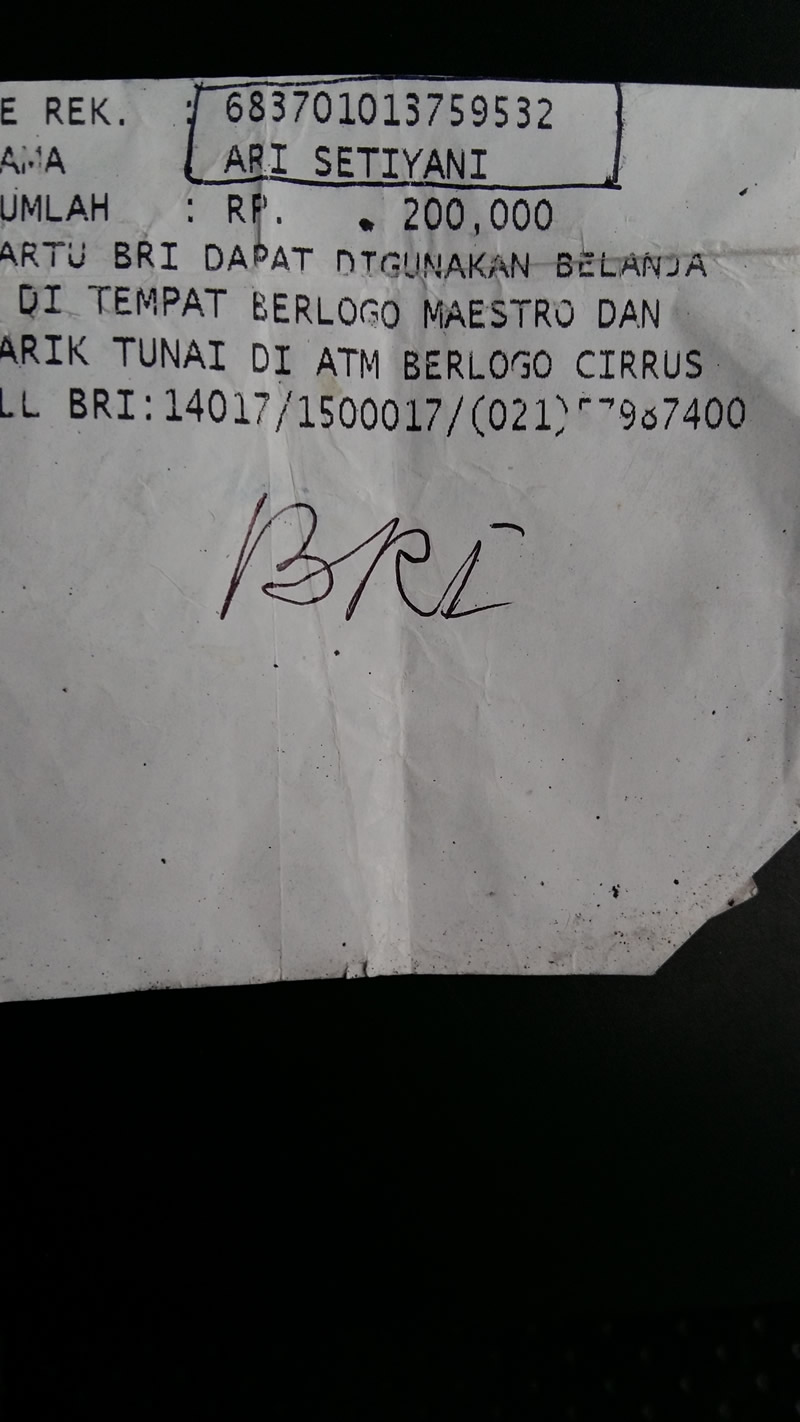 E REK. : 683701013759532
AMA ARI SETIYANI
UMLAH : RP. 200,000
ARTU BRI DAPAT DIGUNAKAN BELANJA
DI TEMPAT BERLOGO MAESTRO DAN
ARIK TUNAI DI ATM BERLOGO CIRRUS
LL BRI:14017/1500017/(021)
BRI